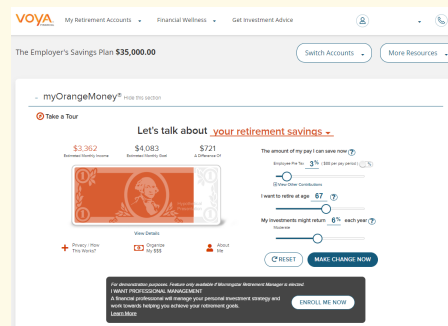 VOYA
FINANCIAL
My Retirement Accounts
Financial Wellness
Get Investment Advice
The Employer's Savings Plan $35,000.00
Switch Accounts
More Resources
myOrangeMoney® Hide this section
Take a Tour
Let's talk about your retirement savings
$3,362
Estimated Monthly Income
$4,083
Estimated Monthly Goal
$721
A Difference Of
View Details
Privacy / How This Works?
Organize My $$$
About Me
The amount of my pay I can save now ?
Employee Pre Tax 3% | $50 per pay period |
View Other Contributions
I want to retire at age 67 ?
My investments might return 6% each year ?
Moderate
RESET
MAKE CHANGE NOW
For demonstration purposes. Feature only available if Morningstar Retirement Manager is elected.
I WANT PROFESSIONAL MANAGEMENT
A financial professional will manage your personal investment strategy and
work towards helping you achieve your retirement goals.
Learn More
ENROLL ME NOW